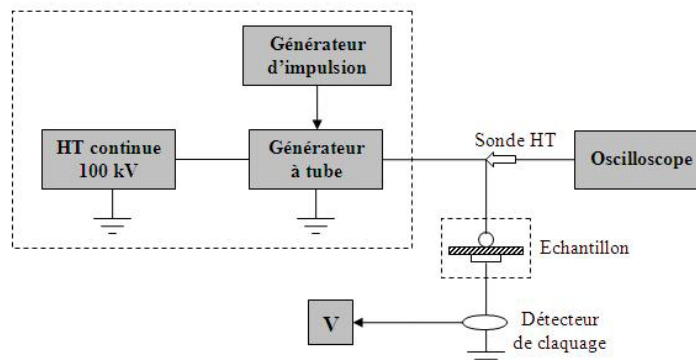 Générateur
d'impulsion
HT continue
100 kV
Générateur
à tube
Sonde HT
Oscilloscope
Echantillon
V
Détecteur
de claquage